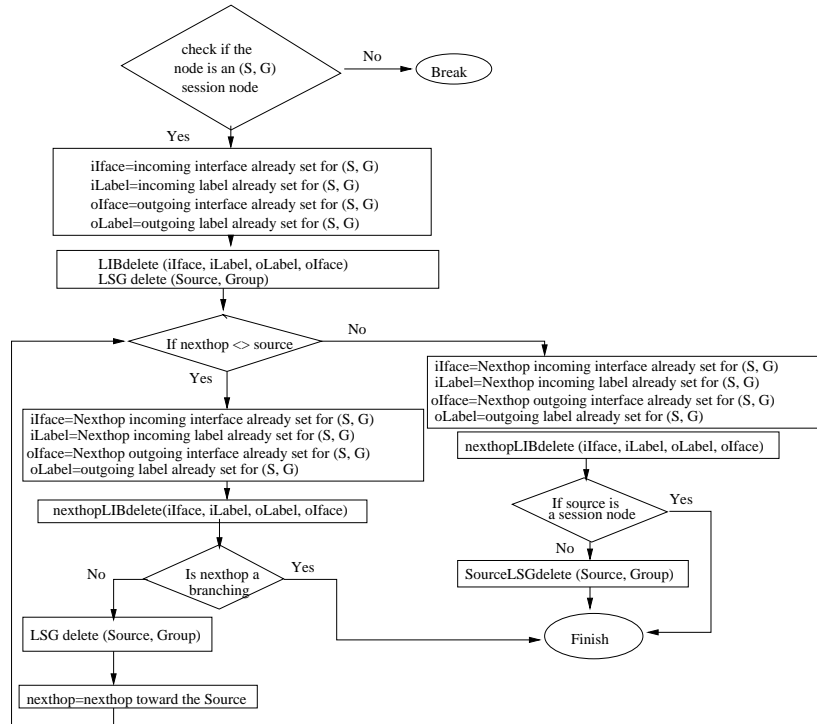 check if the
node is an (S, G)
session node
No
Break
Yes
iIface=incoming interface already set for (S, G)
iLabel=incoming label already set for (S, G)
oIface=outgoing interface already set for (S, G)
oLabel=outgoing label already set for (S, G)
LIBdelete (iIface, iLabel, oLabel, oIface)
LSG delete (Source, Group)
If nexthop <> source
No
Yes
iIface=Nexthop incoming interface already set for (S, G)
iLabel=Nexthop incoming label already set for (S, G)
oIface=Nexthop outgoing interface already set for (S, G)
oLabel=outgoing label already set for (S, G)
nexthopLIBdelete (iIface, iLabel, oLabel, oIface)
If source is
a session node
Yes
No
SourceLSGdelete (Source, Group)
Finish
iIface=Nexthop incoming interface already set for (S, G)
iLabel=Nexthop incoming label already set for (S, G)
oIface=Nexthop outgoing interface already set for (S, G)
oLabel=outgoing label already set for (S, G)
nexthopLIBdelete(iIface, iLabel, oLabel, oIface)
Is nexthop a
branching
No
Yes
LSG delete (Source, Group)
nexthop=nexthop toward the Source